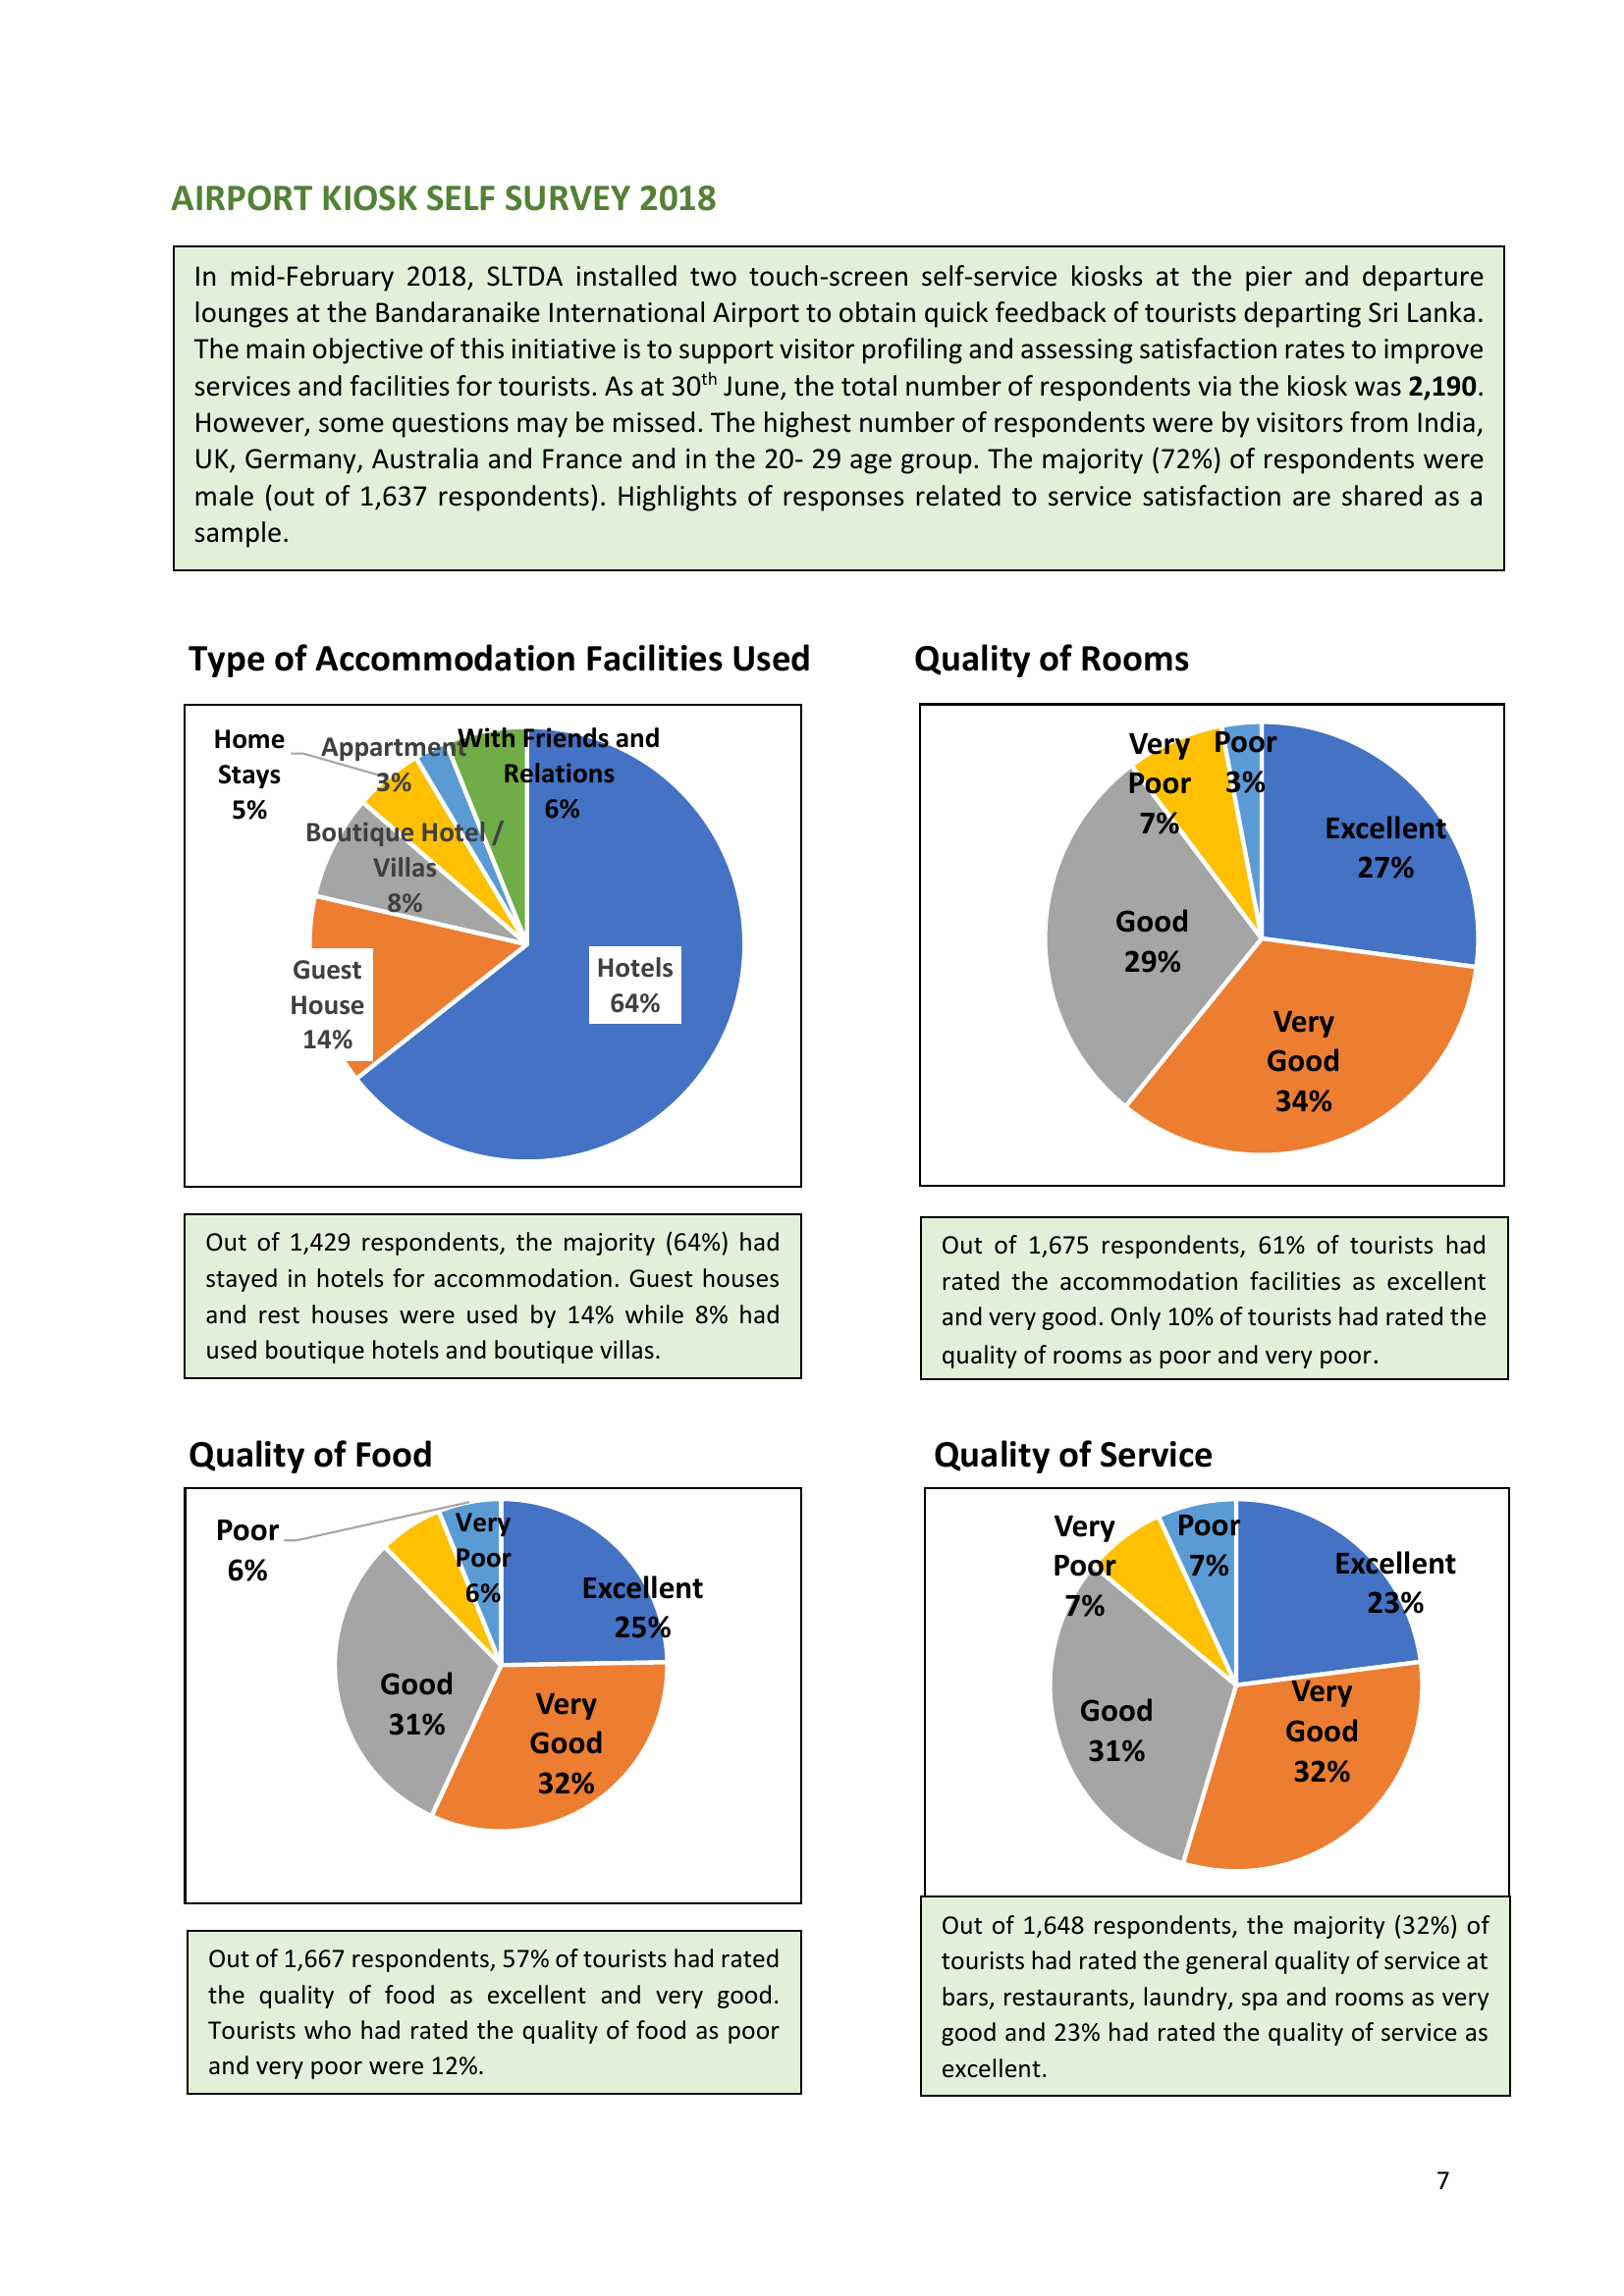 AIRPORT KIOSK SELF SURVEY 2018
In mid-February 2018, SLTDA installed two touch-screen self-service kiosks at the pier and departure
lounges at the Bandaranaike International Airport to obtain quick feedback of tourists departing Sri Lanka.
The main objective of this initiative is to support visitor profiling and assessing satisfaction rates to improve
services and facilities for tourists. As at 30th June, the total number of respondents via the kiosk was 2,190.
However, some questions may be missed. The highest number of respondents were by visitors from India,
UK, Germany, Australia and France and in the 20- 29 age group. The majority (72%) of respondents were
male (out of 1,637 respondents). Highlights of responses related to service satisfaction are shared as a
sample.
Type of Accommodation Facilities Used
Home
Stays
5%
Appartment
3%
With Friends and
Relations
6%
Boutique Hotel /
Villas
8%
Guest
House
14%
Hotels
64%
Out of 1,429 respondents, the majority (64%) had
stayed in hotels for accommodation. Guest houses
and rest houses were used by 14% while 8% had
used boutique hotels and boutique villas.
Quality of Rooms
Very
Poor
7%
Poor
3%
Excellent
27%
Good
29%
Very
Good
34%
Out of 1,675 respondents, 61% of tourists had
rated the accommodation facilities as excellent
and very good. Only 10% of tourists had rated the
quality of rooms as poor and very poor.
Quality of Food
Poor
6%
Very
Poor
6%
Excellent
25%
Good
31%
Very
Good
32%
Out of 1,667 respondents, 57% of tourists had rated
the quality of food as excellent and very good.
Tourists who had rated the quality of food as poor
and very poor were 12%.
Quality of Service
Very
Poor
7%
Poor
7%
Excellent
23%
Good
31%
Very
Good
32%
Out of 1,648 respondents, the majority (32%) of
tourists had rated the general quality of service at
bars, restaurants, laundry, spa and rooms as very
good and 23% had rated the quality of service as
excellent.
7